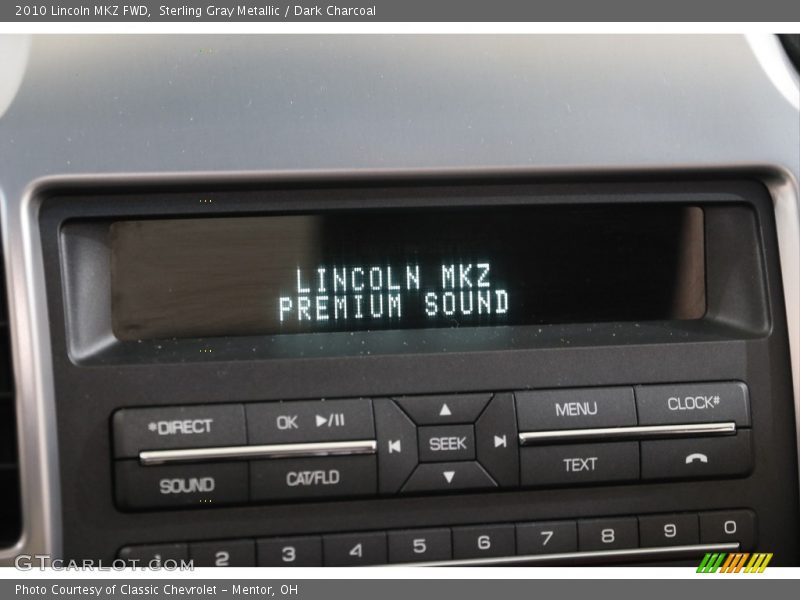 2010 Lincoln MKZ FWD, Sterling Gray Metallic / Dark Charcoal
LINCOLN MKZ
PREMIUM SOUND
*DIRECT OK ►/II ▲ MENU CLOCK#
SEEK
SOUND CAT/FLD ▼ TEXT
1 2 3 4 5 6 7 8 9 0
GTCARLOT.COM
Photo Courtesy of Classic Chevrolet - Mentor, OH